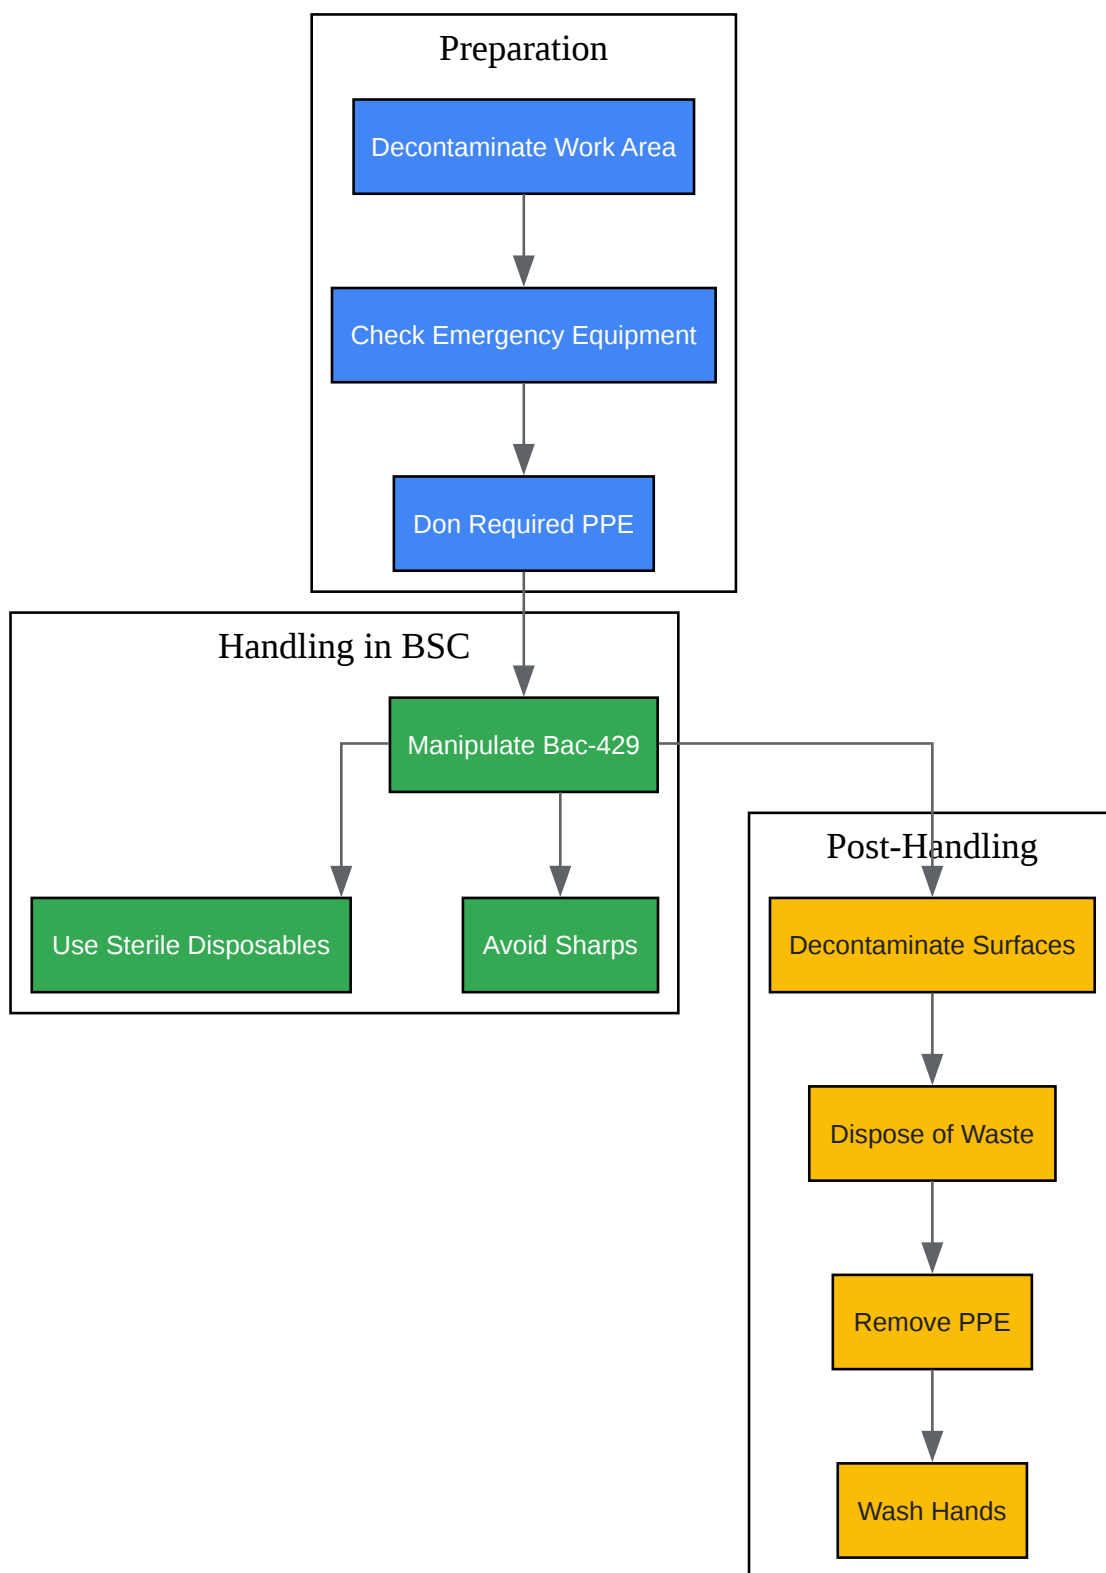 Preparation
Decontaminate Work Area
Check Emergency Equipment
Don Required PPE
Handling in BSC
Manipulate Bac-429
Use Sterile Disposables
Avoid Sharps
Post-Handling
Decontaminate Surfaces
Dispose of Waste
Remove PPE
Wash Hands